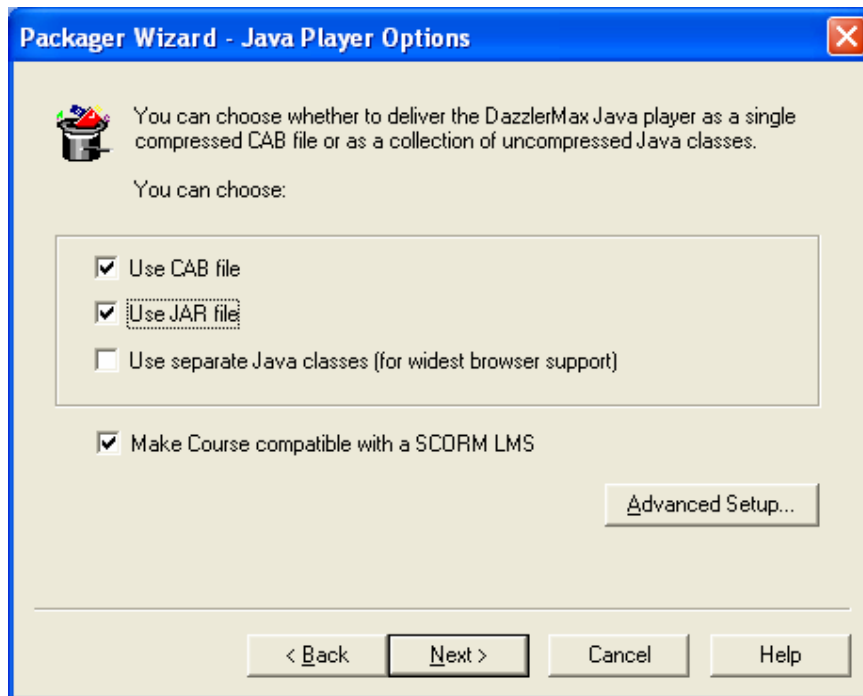 Packager Wizard - Java Player Options
You can choose whether to deliver the DazzlerMax Java player as a single
compressed CAB file or as a collection of uncompressed Java classes.
You can choose:
Use CAB file
Use JAR file
Use separate Java classes (for widest browser support)
Make Course compatible with a SCORM LMS
Advanced Setup...
< Back
Next >
Cancel
Help